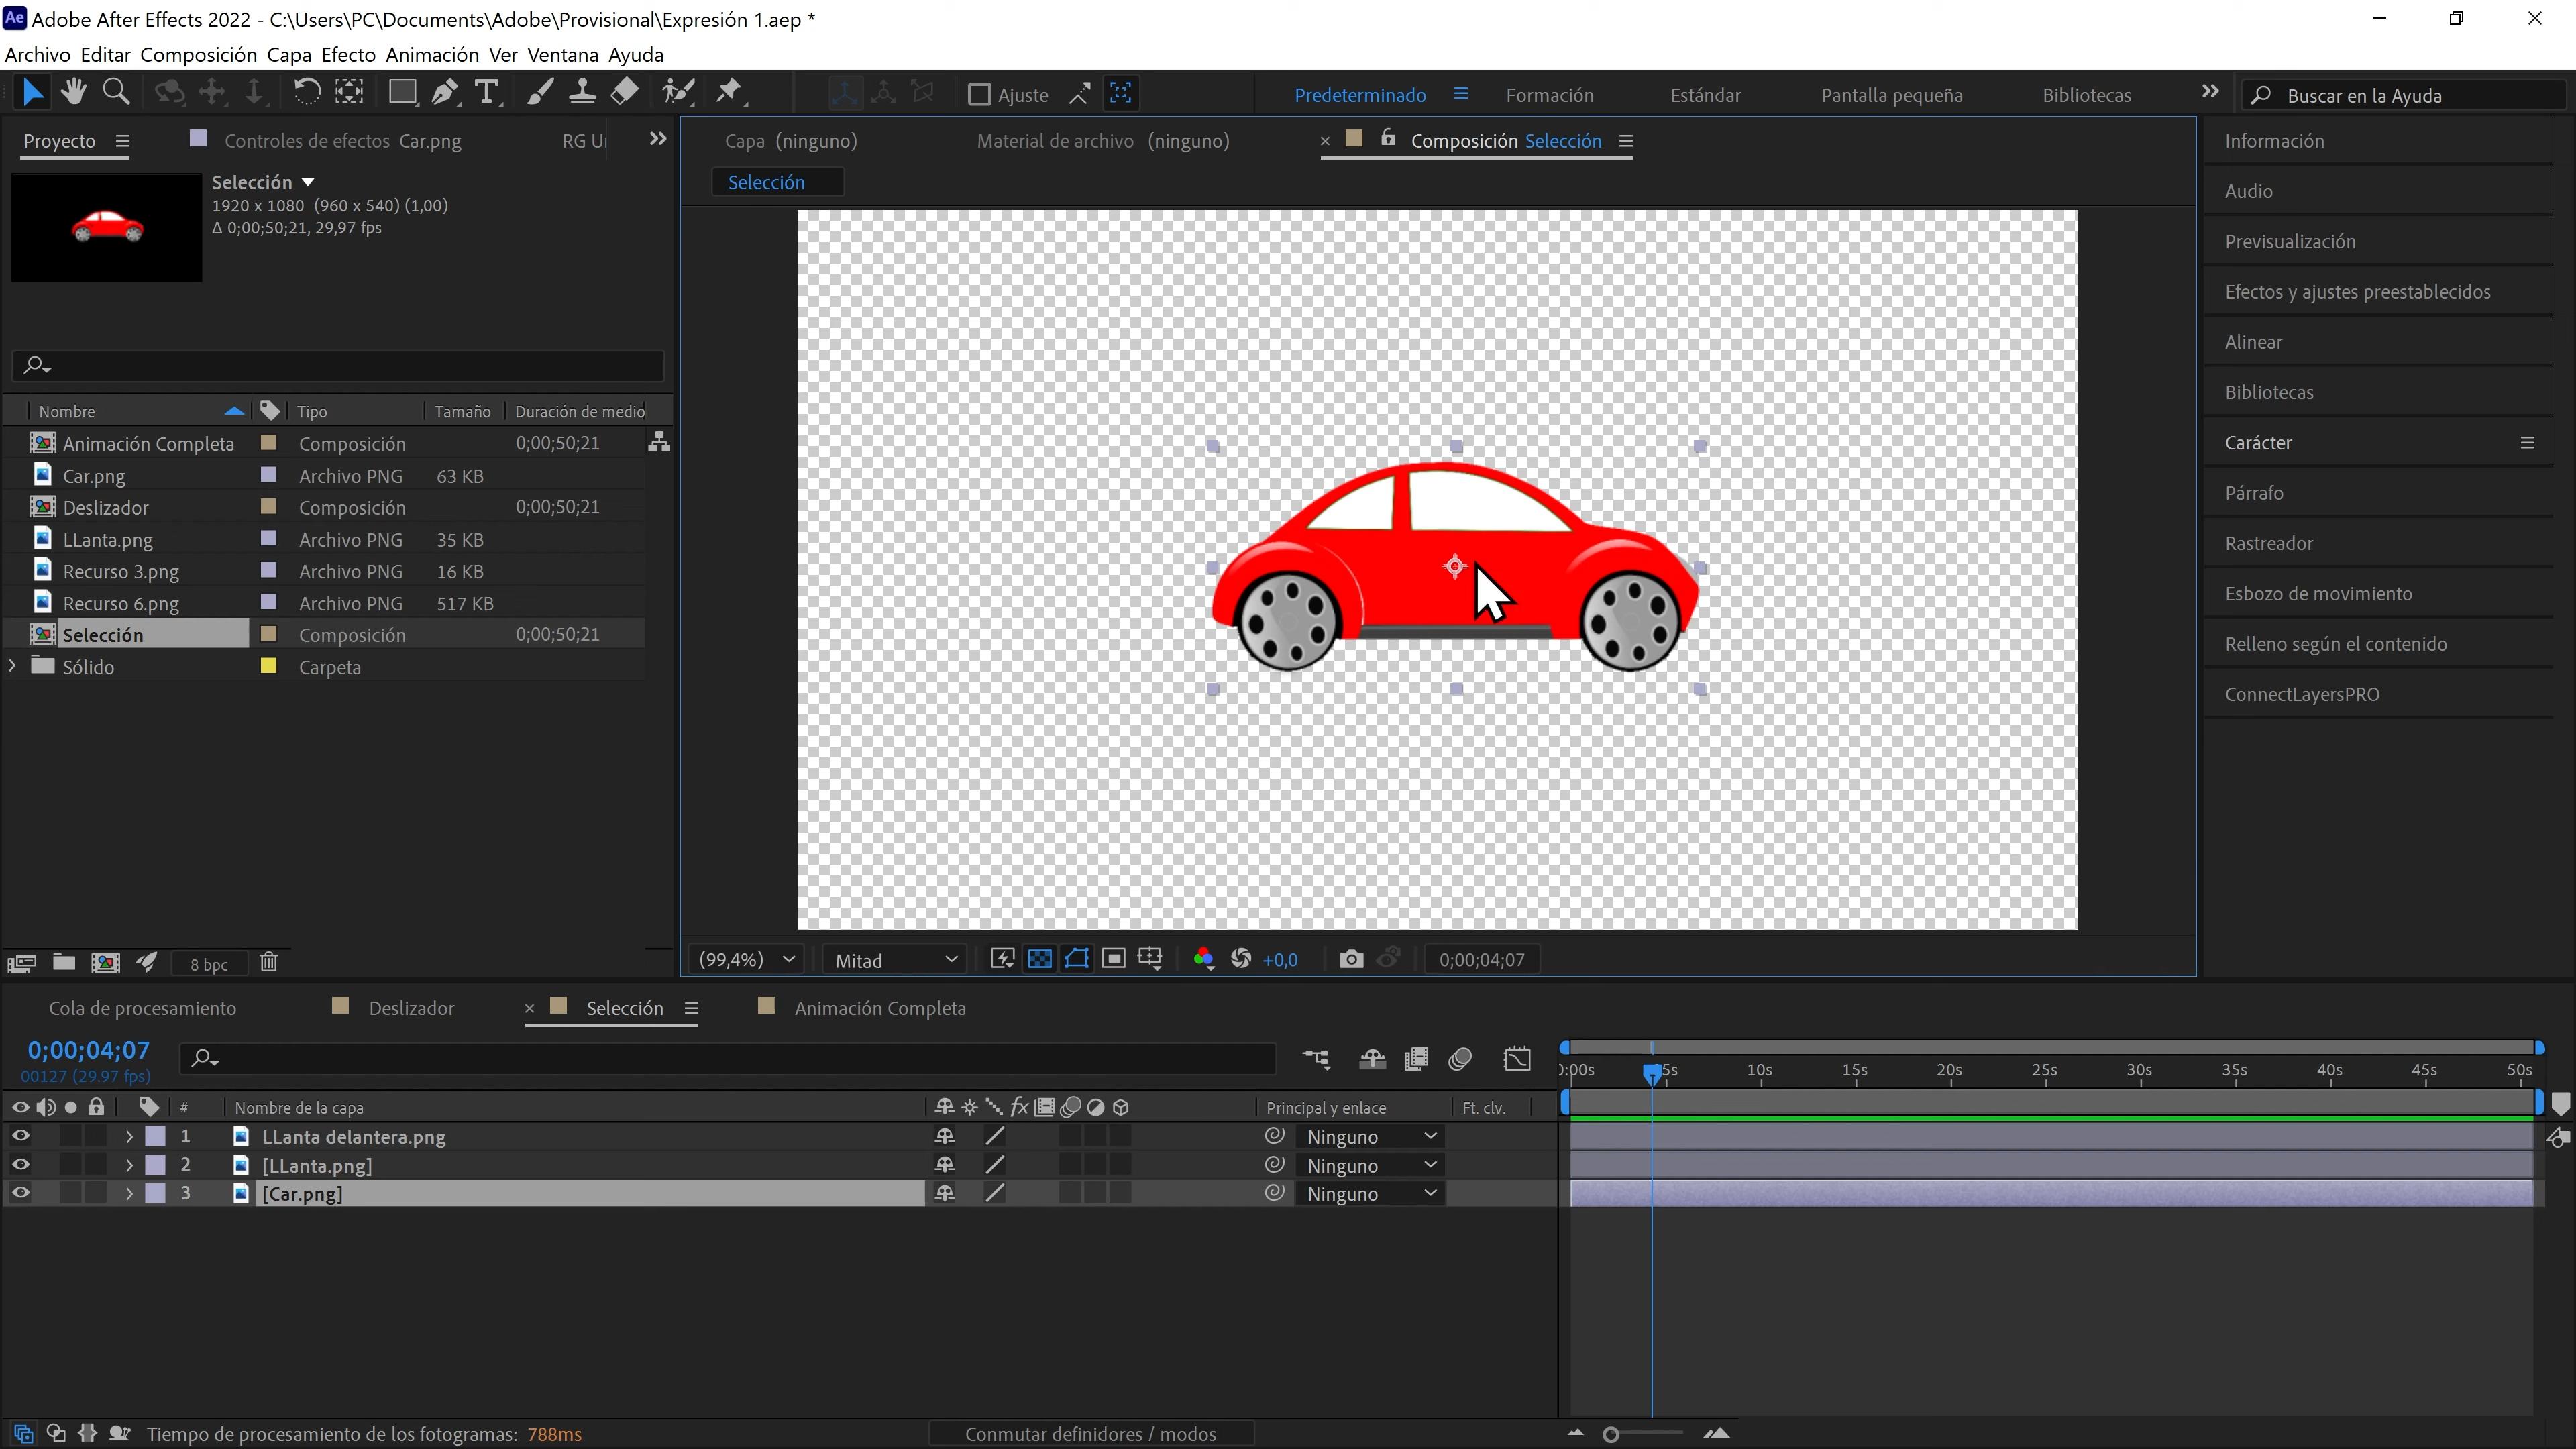 Ae Adobe After Effects 2022 - C:\Users\PC\Documents\Adobe\Provisional\Expresión 1.aep *
Archivo Editar Composición Capa Efecto Animación Ver Ventana Ayuda
Ajuste Predeterminado Formación Estándar Pantalla pequeña Bibliotecas Buscar en la Ayuda
Proyecto Controles de efectos Car.png RG
Capa (ninguno) Material de archivo (ninguno) Composición Selección
Selección
Selección
1920 x 1080 (960 x 540) (1,00)
Δ 0;00;50;21, 29,97 fps
Nombre Tipo Tamaño Duración de medio
Animación Completa Composición 0;00;50;21
Car.png Archivo PNG 63 KB
Deslizador Composición 0;00;50;21
LLanta.png Archivo PNG 35 KB
Recurso 3.png Archivo PNG 16 KB
Recurso 6.png Archivo PNG 517 KB
Selección Composición 0;00;50;21
Sólido Carpeta
8 bpc
(99,4%) Mitad +0,0 0;00;04;07
Información
Audio
Previsualización
Efectos y ajustes preestablecidos
Alinear
Bibliotecas
Carácter
Párrafo
Rastreador
Esbozo de movimiento
Relleno según el contenido
ConnectLayersPRO
Cola de procesamiento Deslizador Selección Animación Completa
0;00;04;07
00127 (29.97 fps)
0:00s 5s 10s 15s 20s 25s 30s 35s 40s 45s 50s
# Nombre de la capa fx Principal y enlace Ft. clv.
1 LLanta delantera.png Ninguno
2 [LLanta.png] Ninguno
3 [Car.png] Ninguno
Tiempo de procesamiento de los fotogramas: 788ms Conmutar definidores / modos